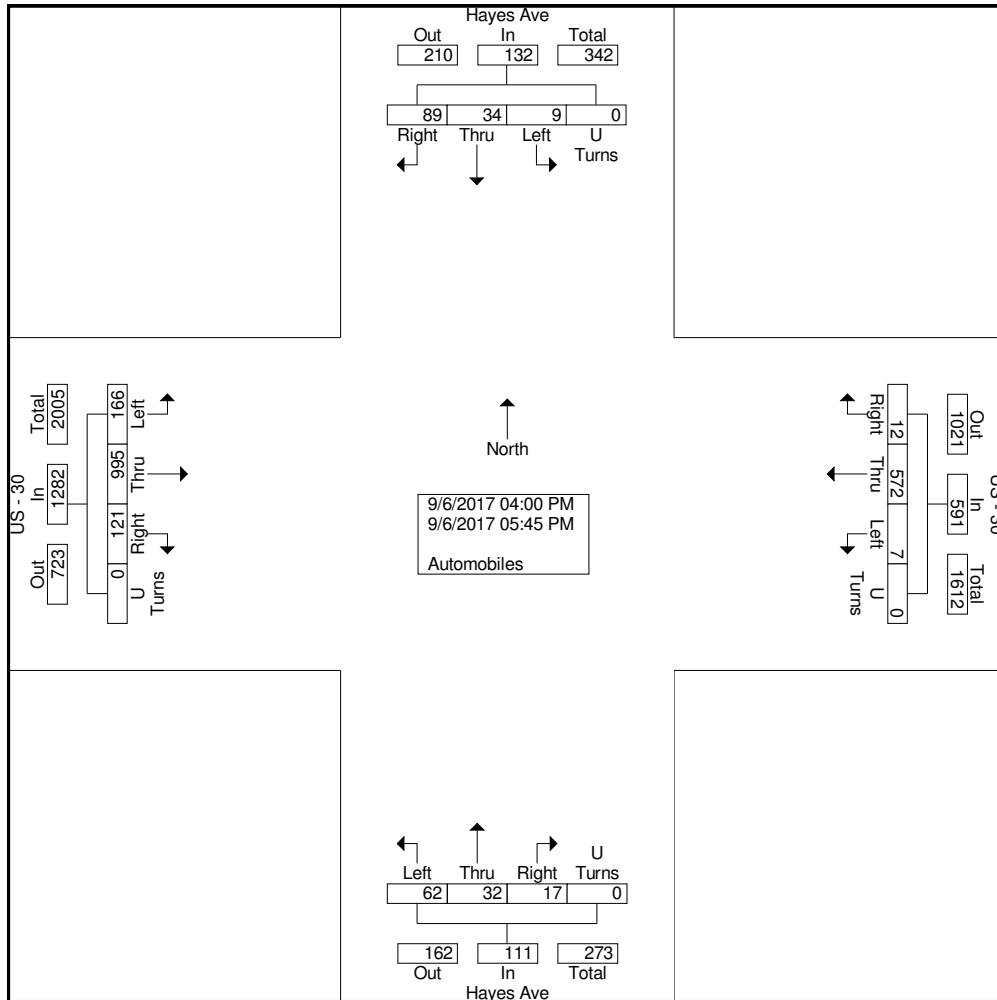 Hayes Ave
Out In Total
210 132 342
89 34 9 0
Right Thru Left U Turns
US - 30
Total In Out
2005 1282 723
166 995 121 0
Left Thru Right U Turns
North
9/6/2017 04:00 PM
9/6/2017 05:45 PM
Automobiles
Right Thru Left U Turns
12 572 7 0
Out In Total
1021 591 1612
US - 30
Left Thru Right U Turns
62 32 17 0
162 111 273
Out In Total
Hayes Ave